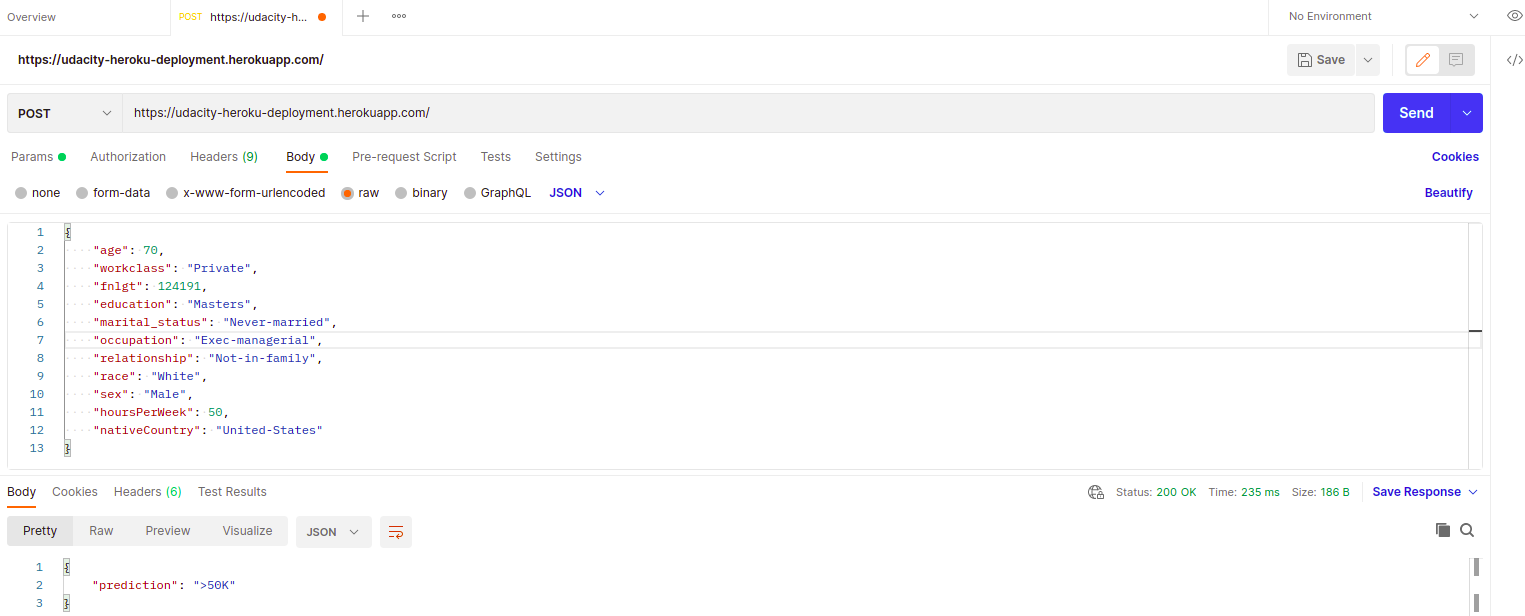 Overview
POST https://udacity-h...
No Environment
https://udacity-heroku-deployment.herokuapp.com/
Save
POST
https://udacity-heroku-deployment.herokuapp.com/
Send
Params Authorization Headers (9) Body Pre-request Script Tests Settings Cookies
none form-data x-www-form-urlencoded raw binary GraphQL JSON Beautify
1 {
2 "age": 70,
3 "workclass": "Private",
4 "fnlgt": 124191,
5 "education": "Masters",
6 "marital_status": "Never-married",
7 "occupation": "Exec-managerial",
8 "relationship": "Not-in-family",
9 "race": "White",
10 "sex": "Male",
11 "hoursPerWeek": 50,
12 "nativeCountry": "United-States"
13 }
Body Cookies Headers (6) Test Results Status: 200 OK Time: 235 ms Size: 186 B Save Response
Pretty Raw Preview Visualize JSON
1 {
2 "prediction": ">50K"
3 }